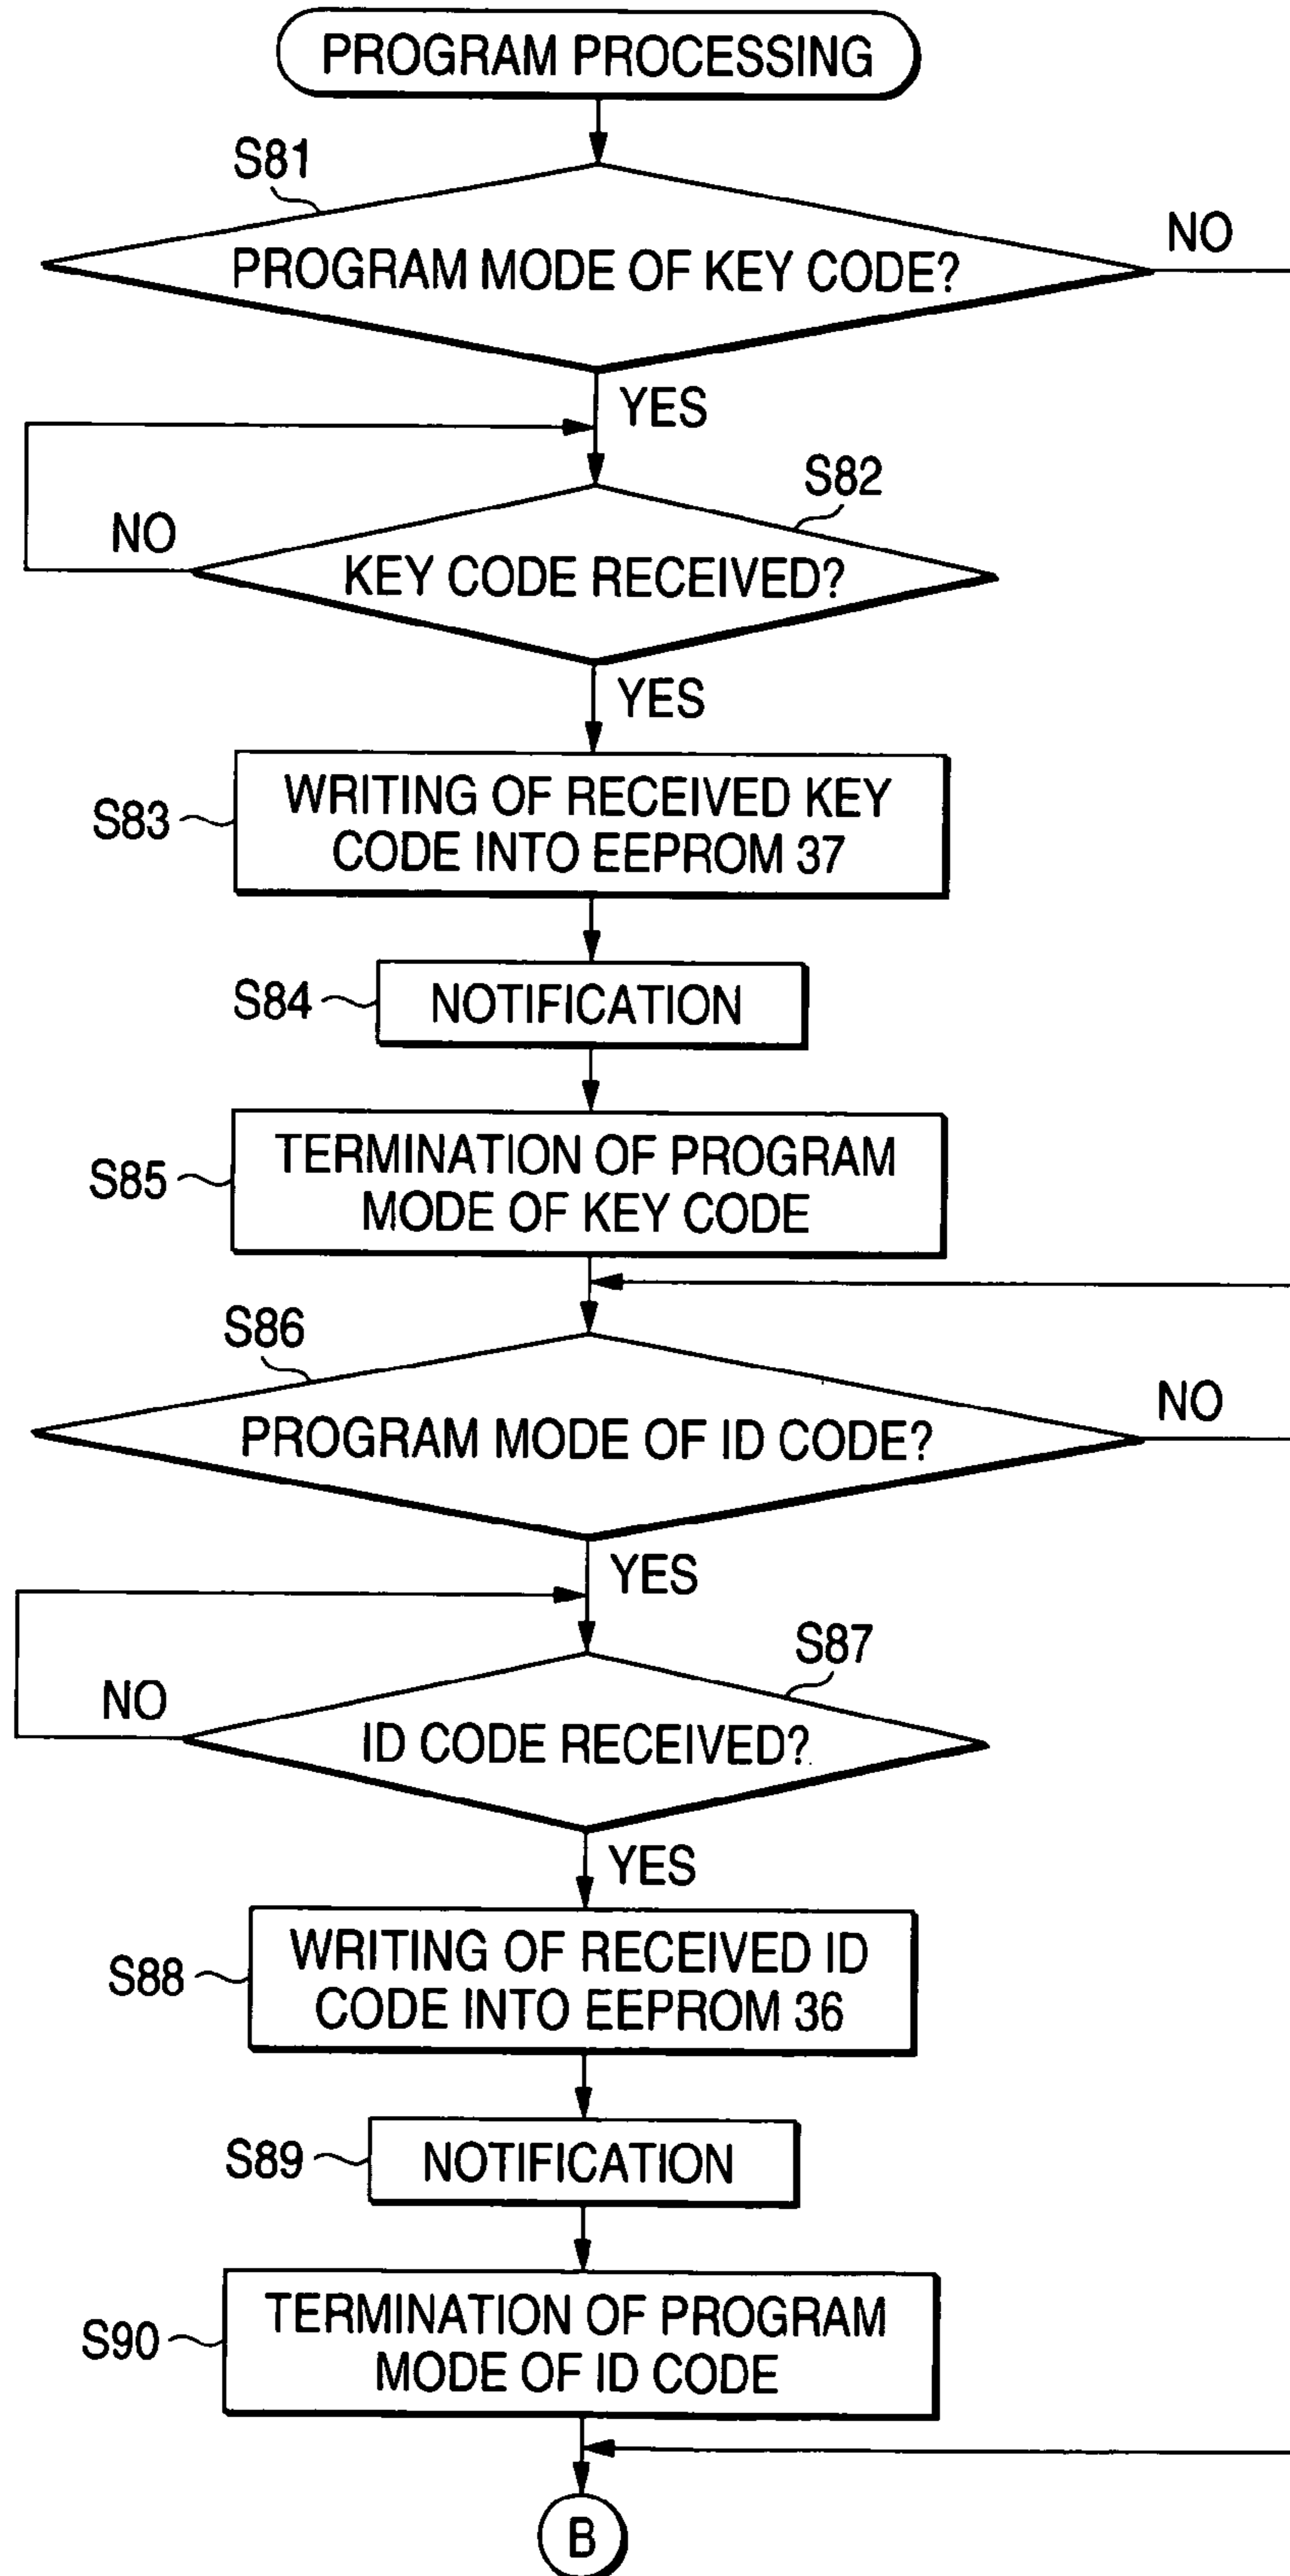 PROGRAM PROCESSING
S81
PROGRAM MODE OF KEY CODE?
NO
YES
S82
NO
KEY CODE RECEIVED?
YES
S83
WRITING OF RECEIVED KEY
CODE INTO EEPROM 37
S84
NOTIFICATION
S85
TERMINATION OF PROGRAM
MODE OF KEY CODE
S86
PROGRAM MODE OF ID CODE?
NO
YES
S87
NO
ID CODE RECEIVED?
YES
S88
WRITING OF RECEIVED ID
CODE INTO EEPROM 36
S89
NOTIFICATION
S90
TERMINATION OF PROGRAM
MODE OF ID CODE
B